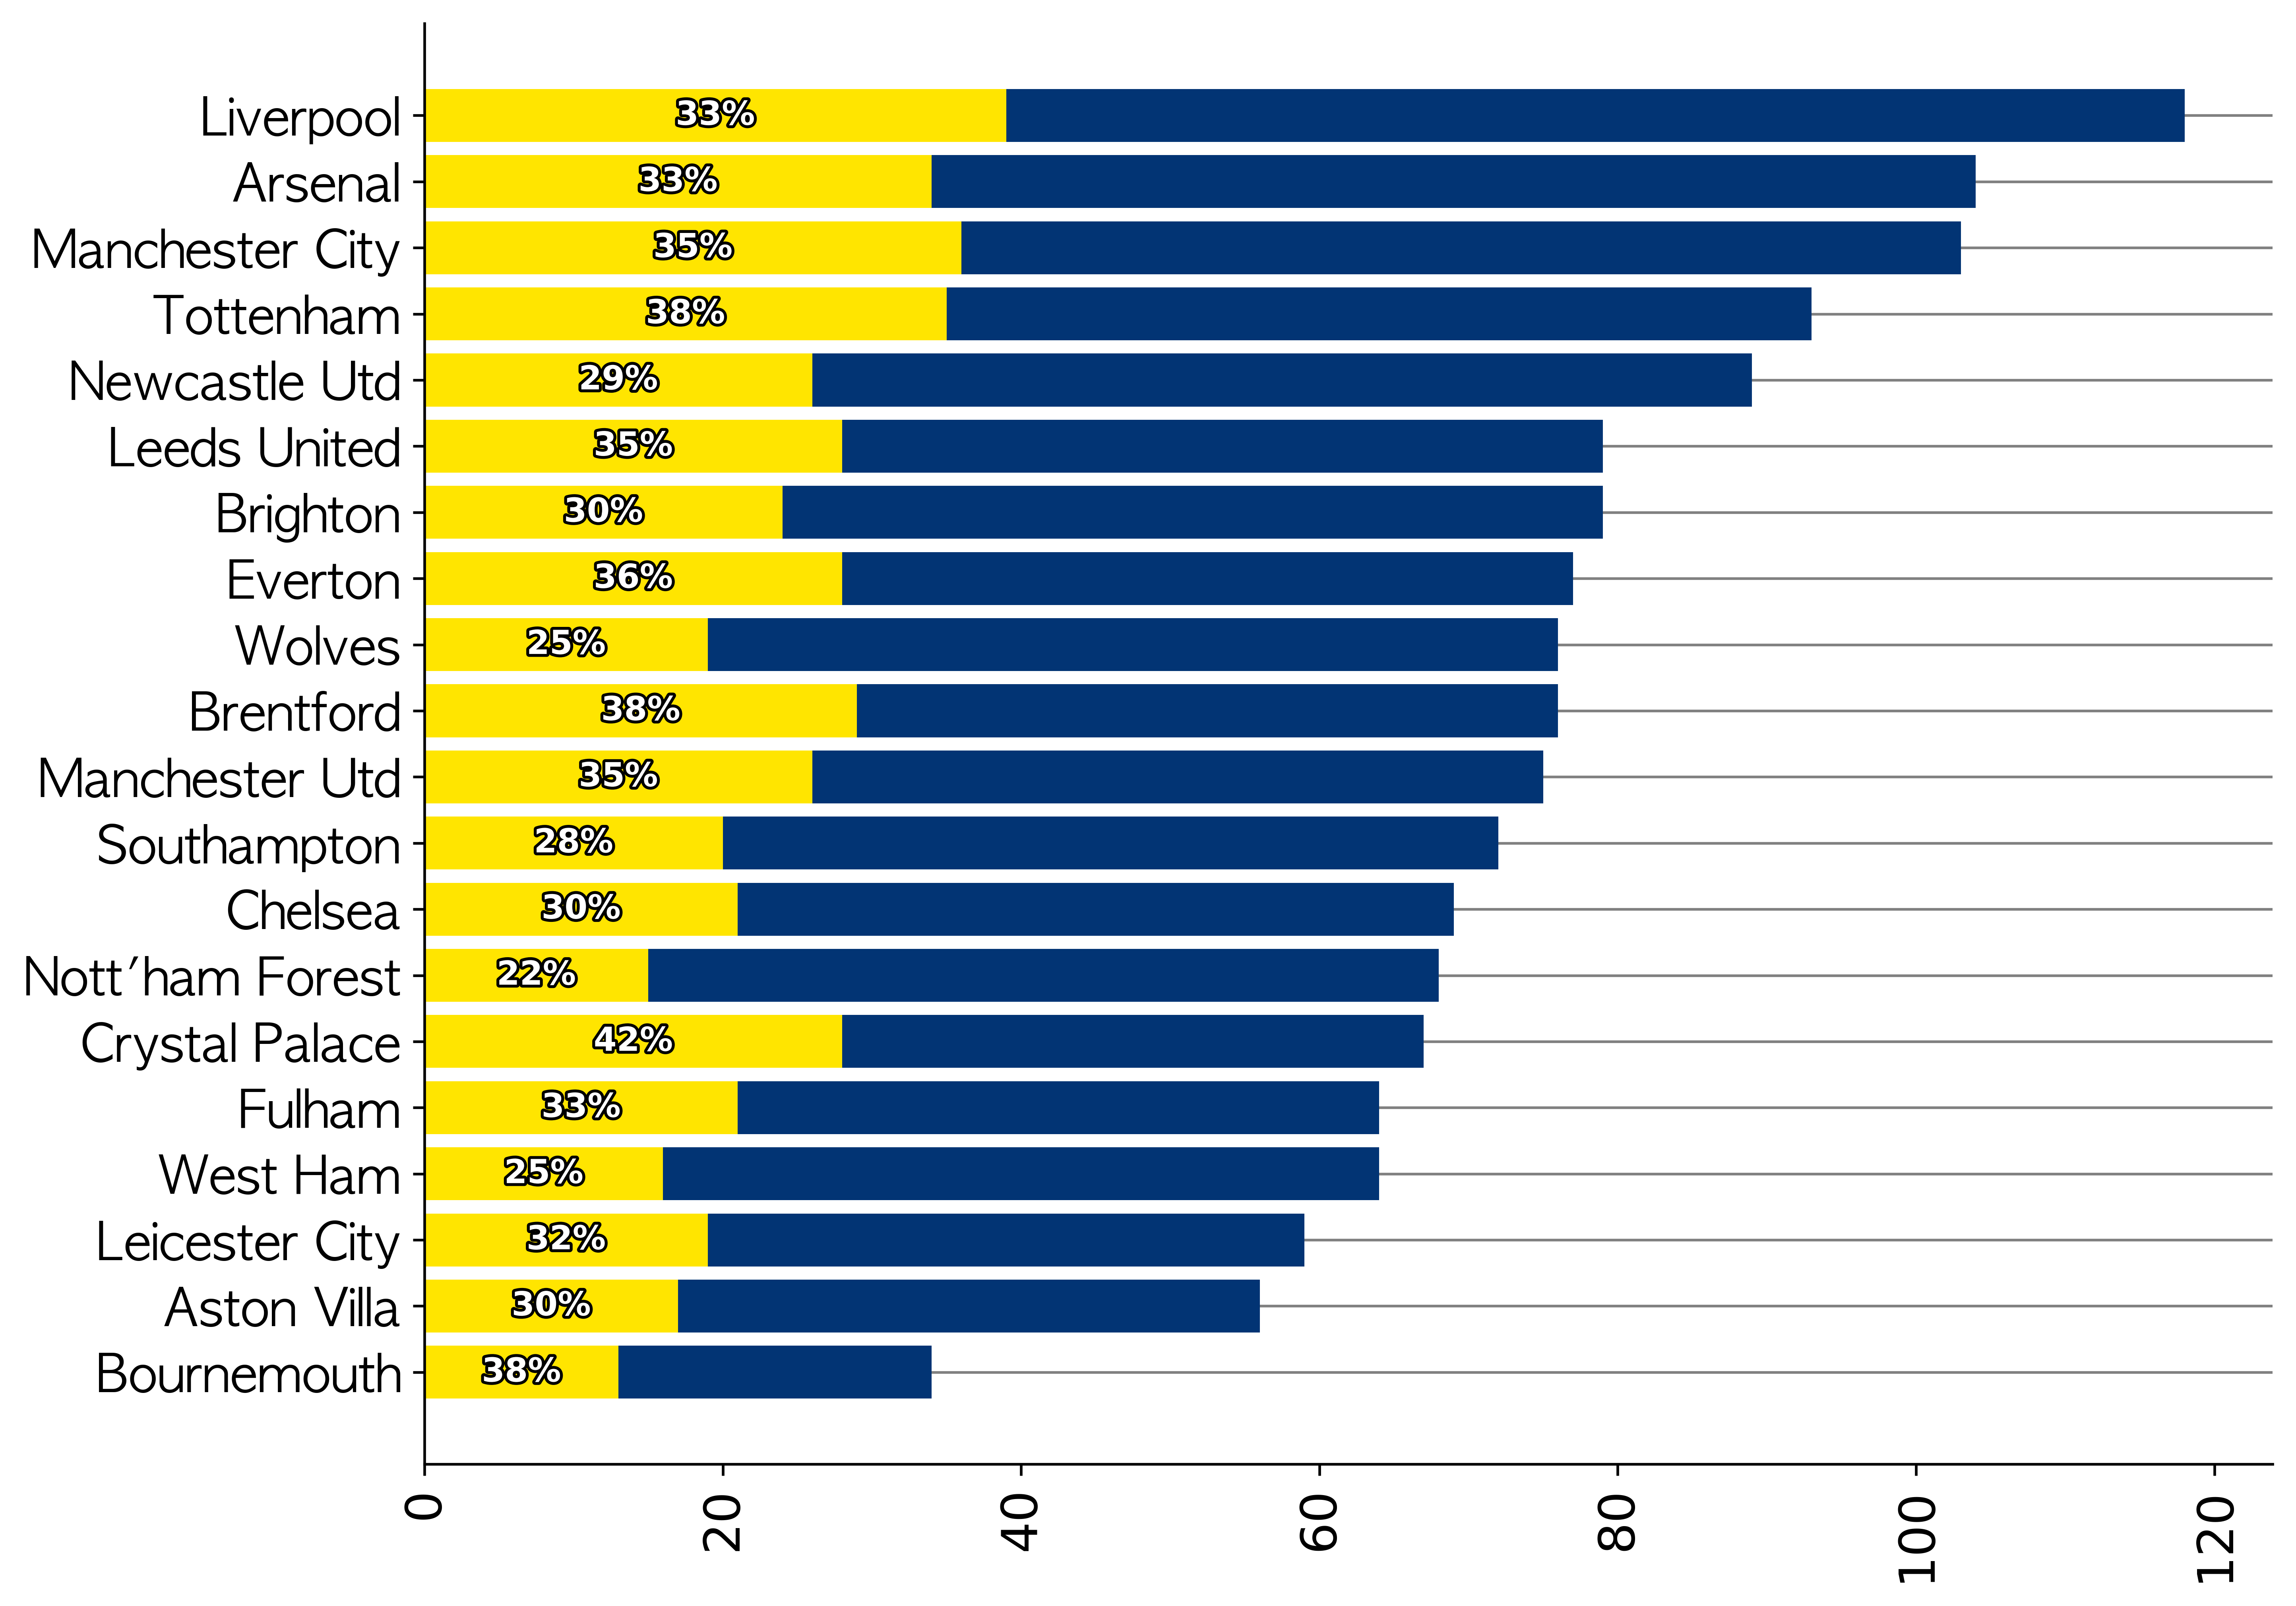 Liverpool 33%
Arsenal 33%
Manchester City 35%
Tottenham 38%
Newcastle Utd 29%
Leeds United 35%
Brighton 30%
Everton 36%
Wolves 25%
Brentford 38%
Manchester Utd 35%
Southampton 28%
Chelsea 30%
Nott'ham Forest 22%
Crystal Palace 42%
Fulham 33%
West Ham 25%
Leicester City 32%
Aston Villa 30%
Bournemouth 38%
0 20 40 60 80 100 120